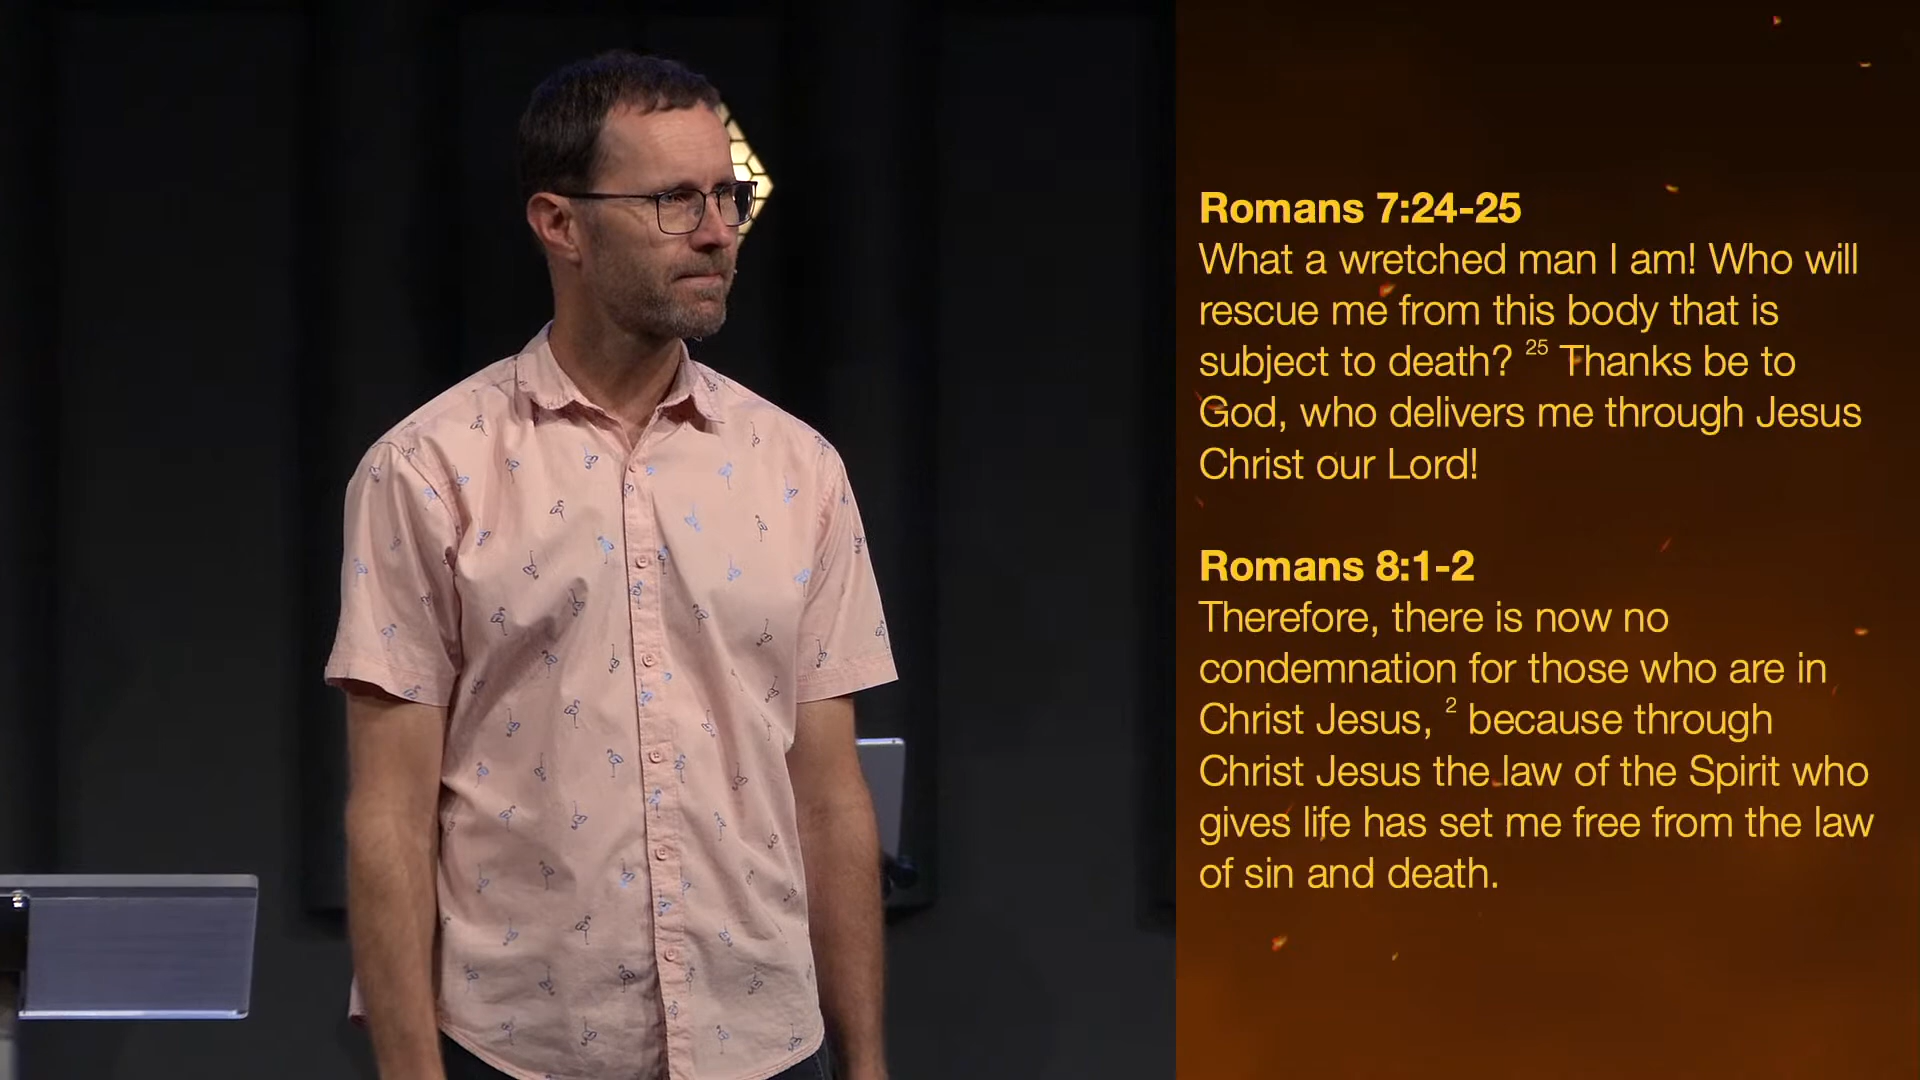 Romans 7:24-25
What a wretched man I am! Who will
rescue me from this body that is
subject to death? 25 Thanks be to
God, who delivers me through Jesus
Christ our Lord!
Romans 8:1-2
Therefore, there is now no
condemnation for those who are in
Christ Jesus, 2 because through
Christ Jesus the law of the Spirit who
gives life has set me free from the law
of sin and death.